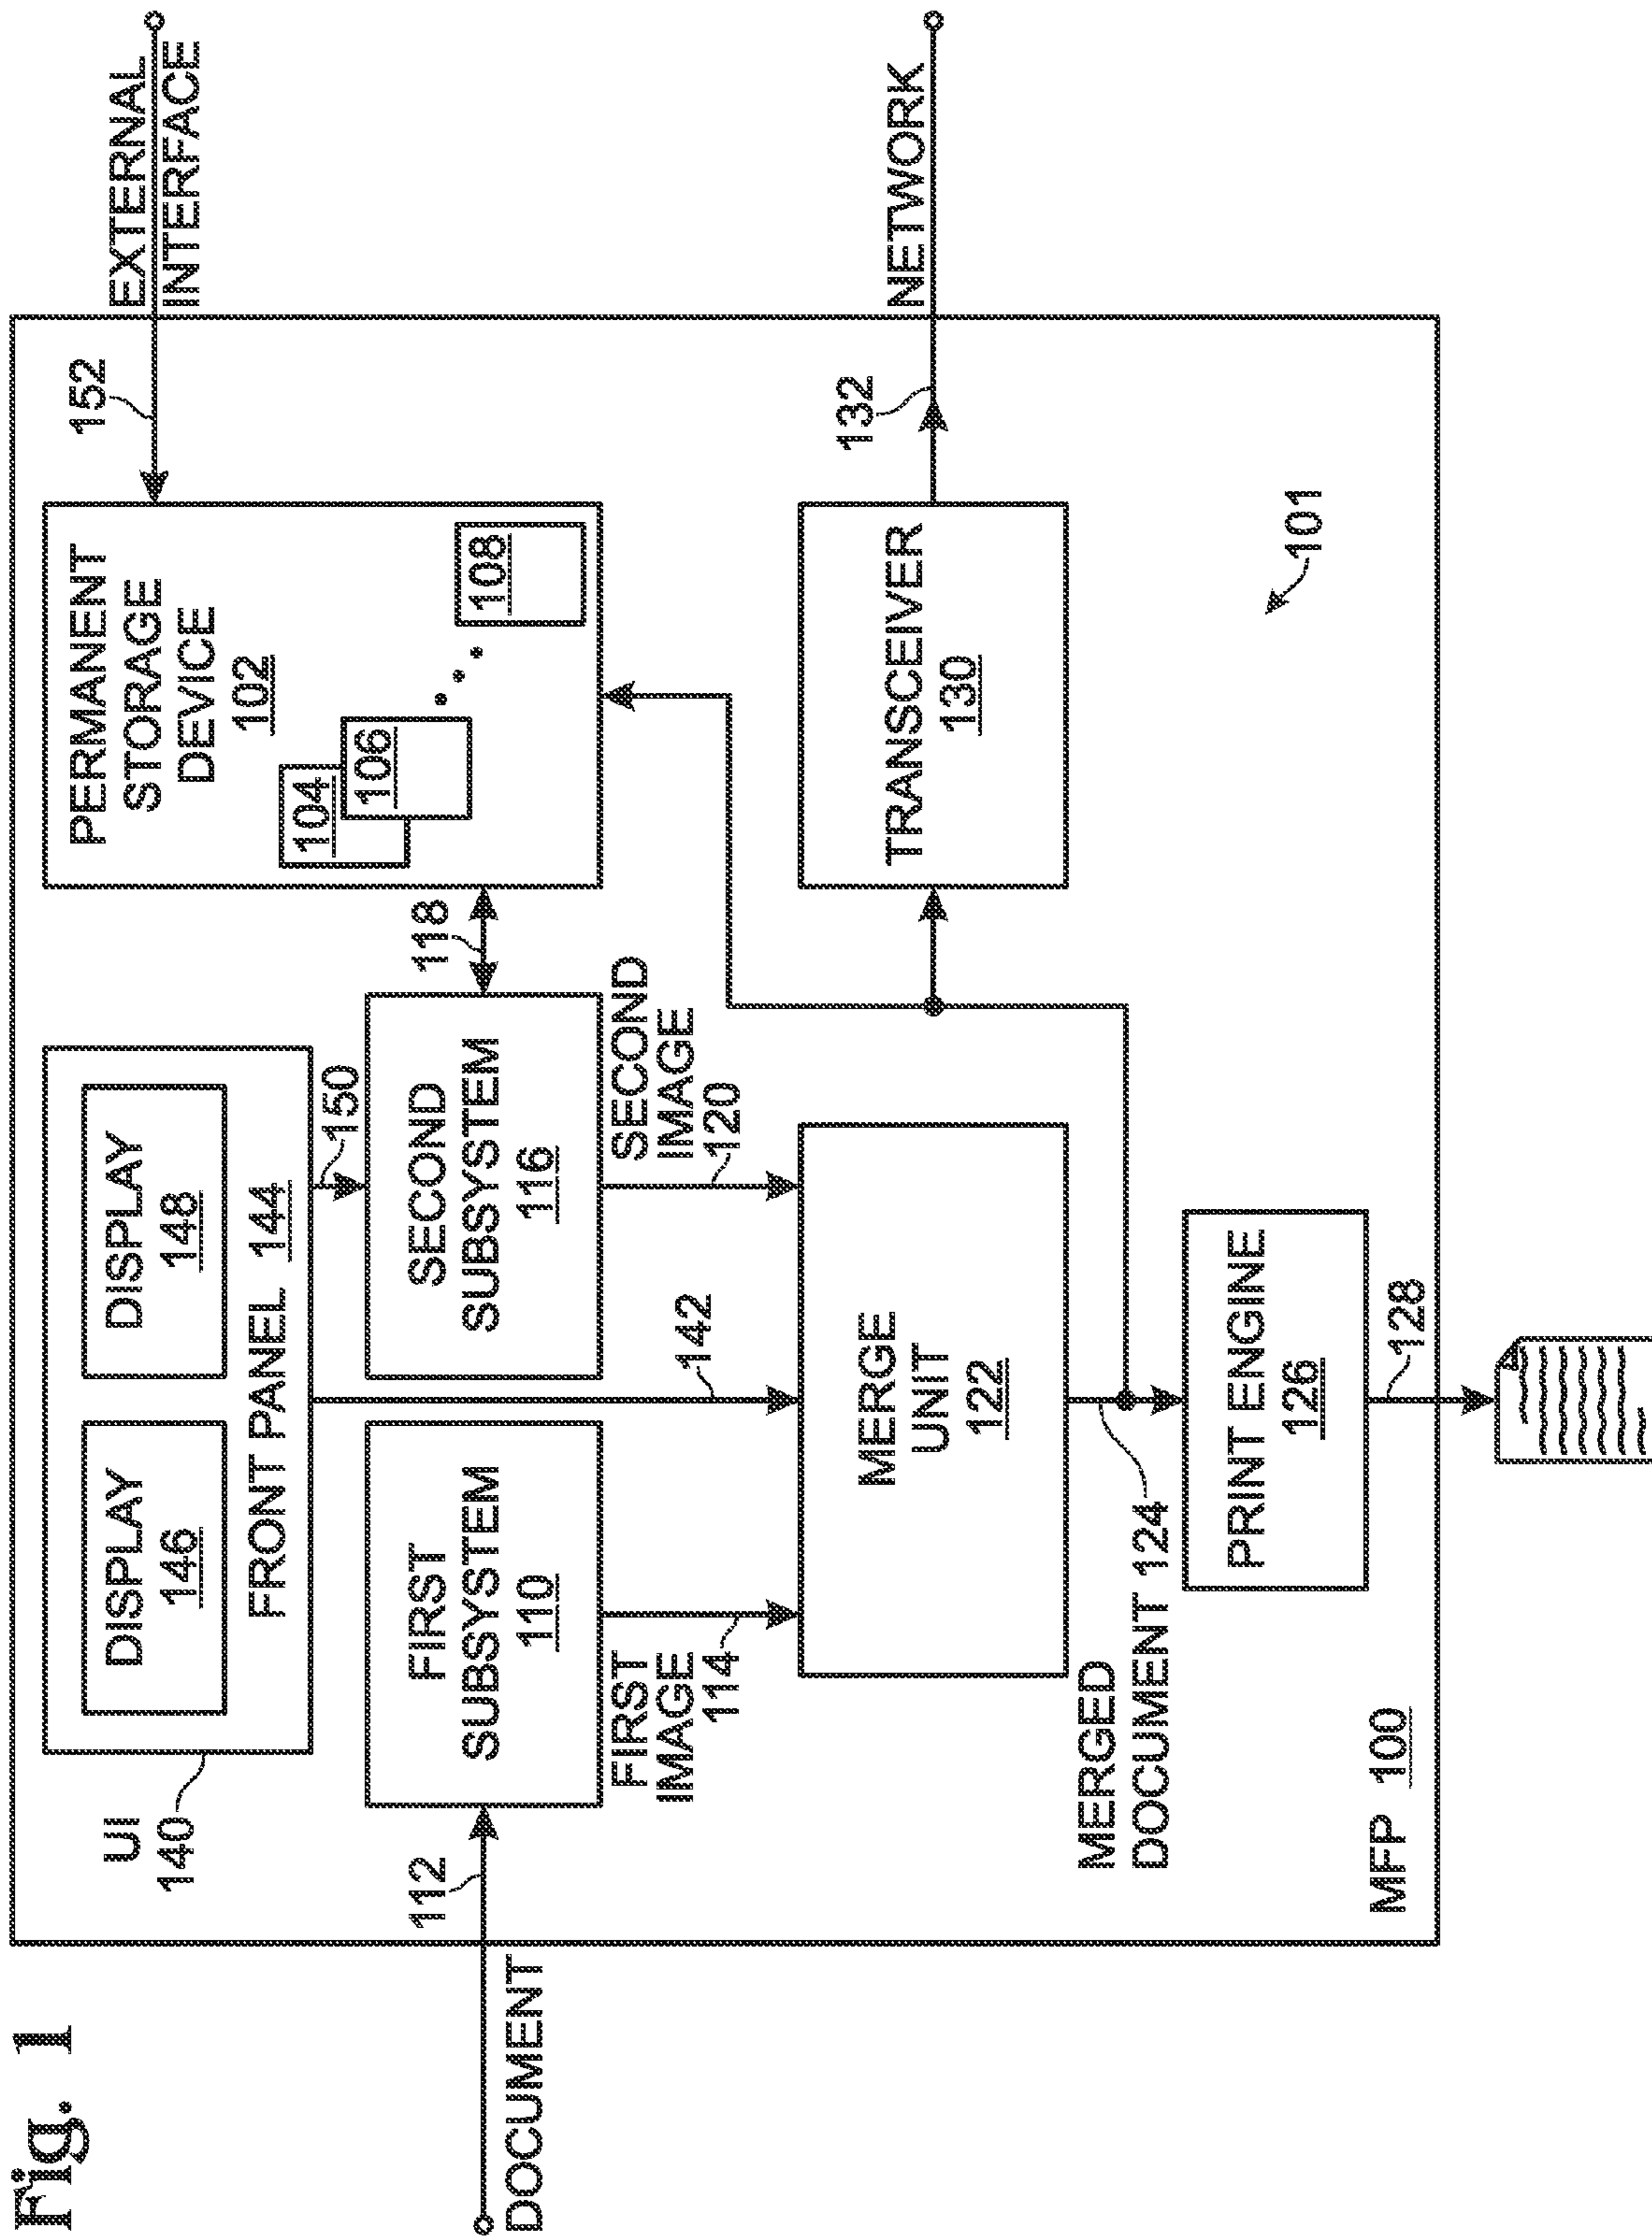 Fig. 1
EXTERNAL
INTERFACE
152
UI
140
DISPLAY
146
DISPLAY
148
FRONT PANEL 144
PERMANENT
STORAGE
DEVICE
102
104
106
108
150
118
112
DOCUMENT
FIRST
SUBSYSTEM
110
SECOND
SUBSYSTEM
116
FIRST
IMAGE
114
142
SECOND
IMAGE
120
MERGE
UNIT
122
TRANSCEIVER
130
132
NETWORK
MERGED
DOCUMENT 124
PRINT ENGINE
126
101
MFP 100
128